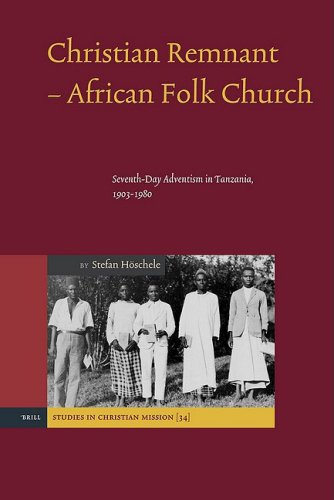 Christian Remnant
– African Folk Church
Seventh-Day Adventism in Tanzania,
1903-1980
BY Stefan Höschele
BRILL
STUDIES IN CHRISTIAN MISSION [34]